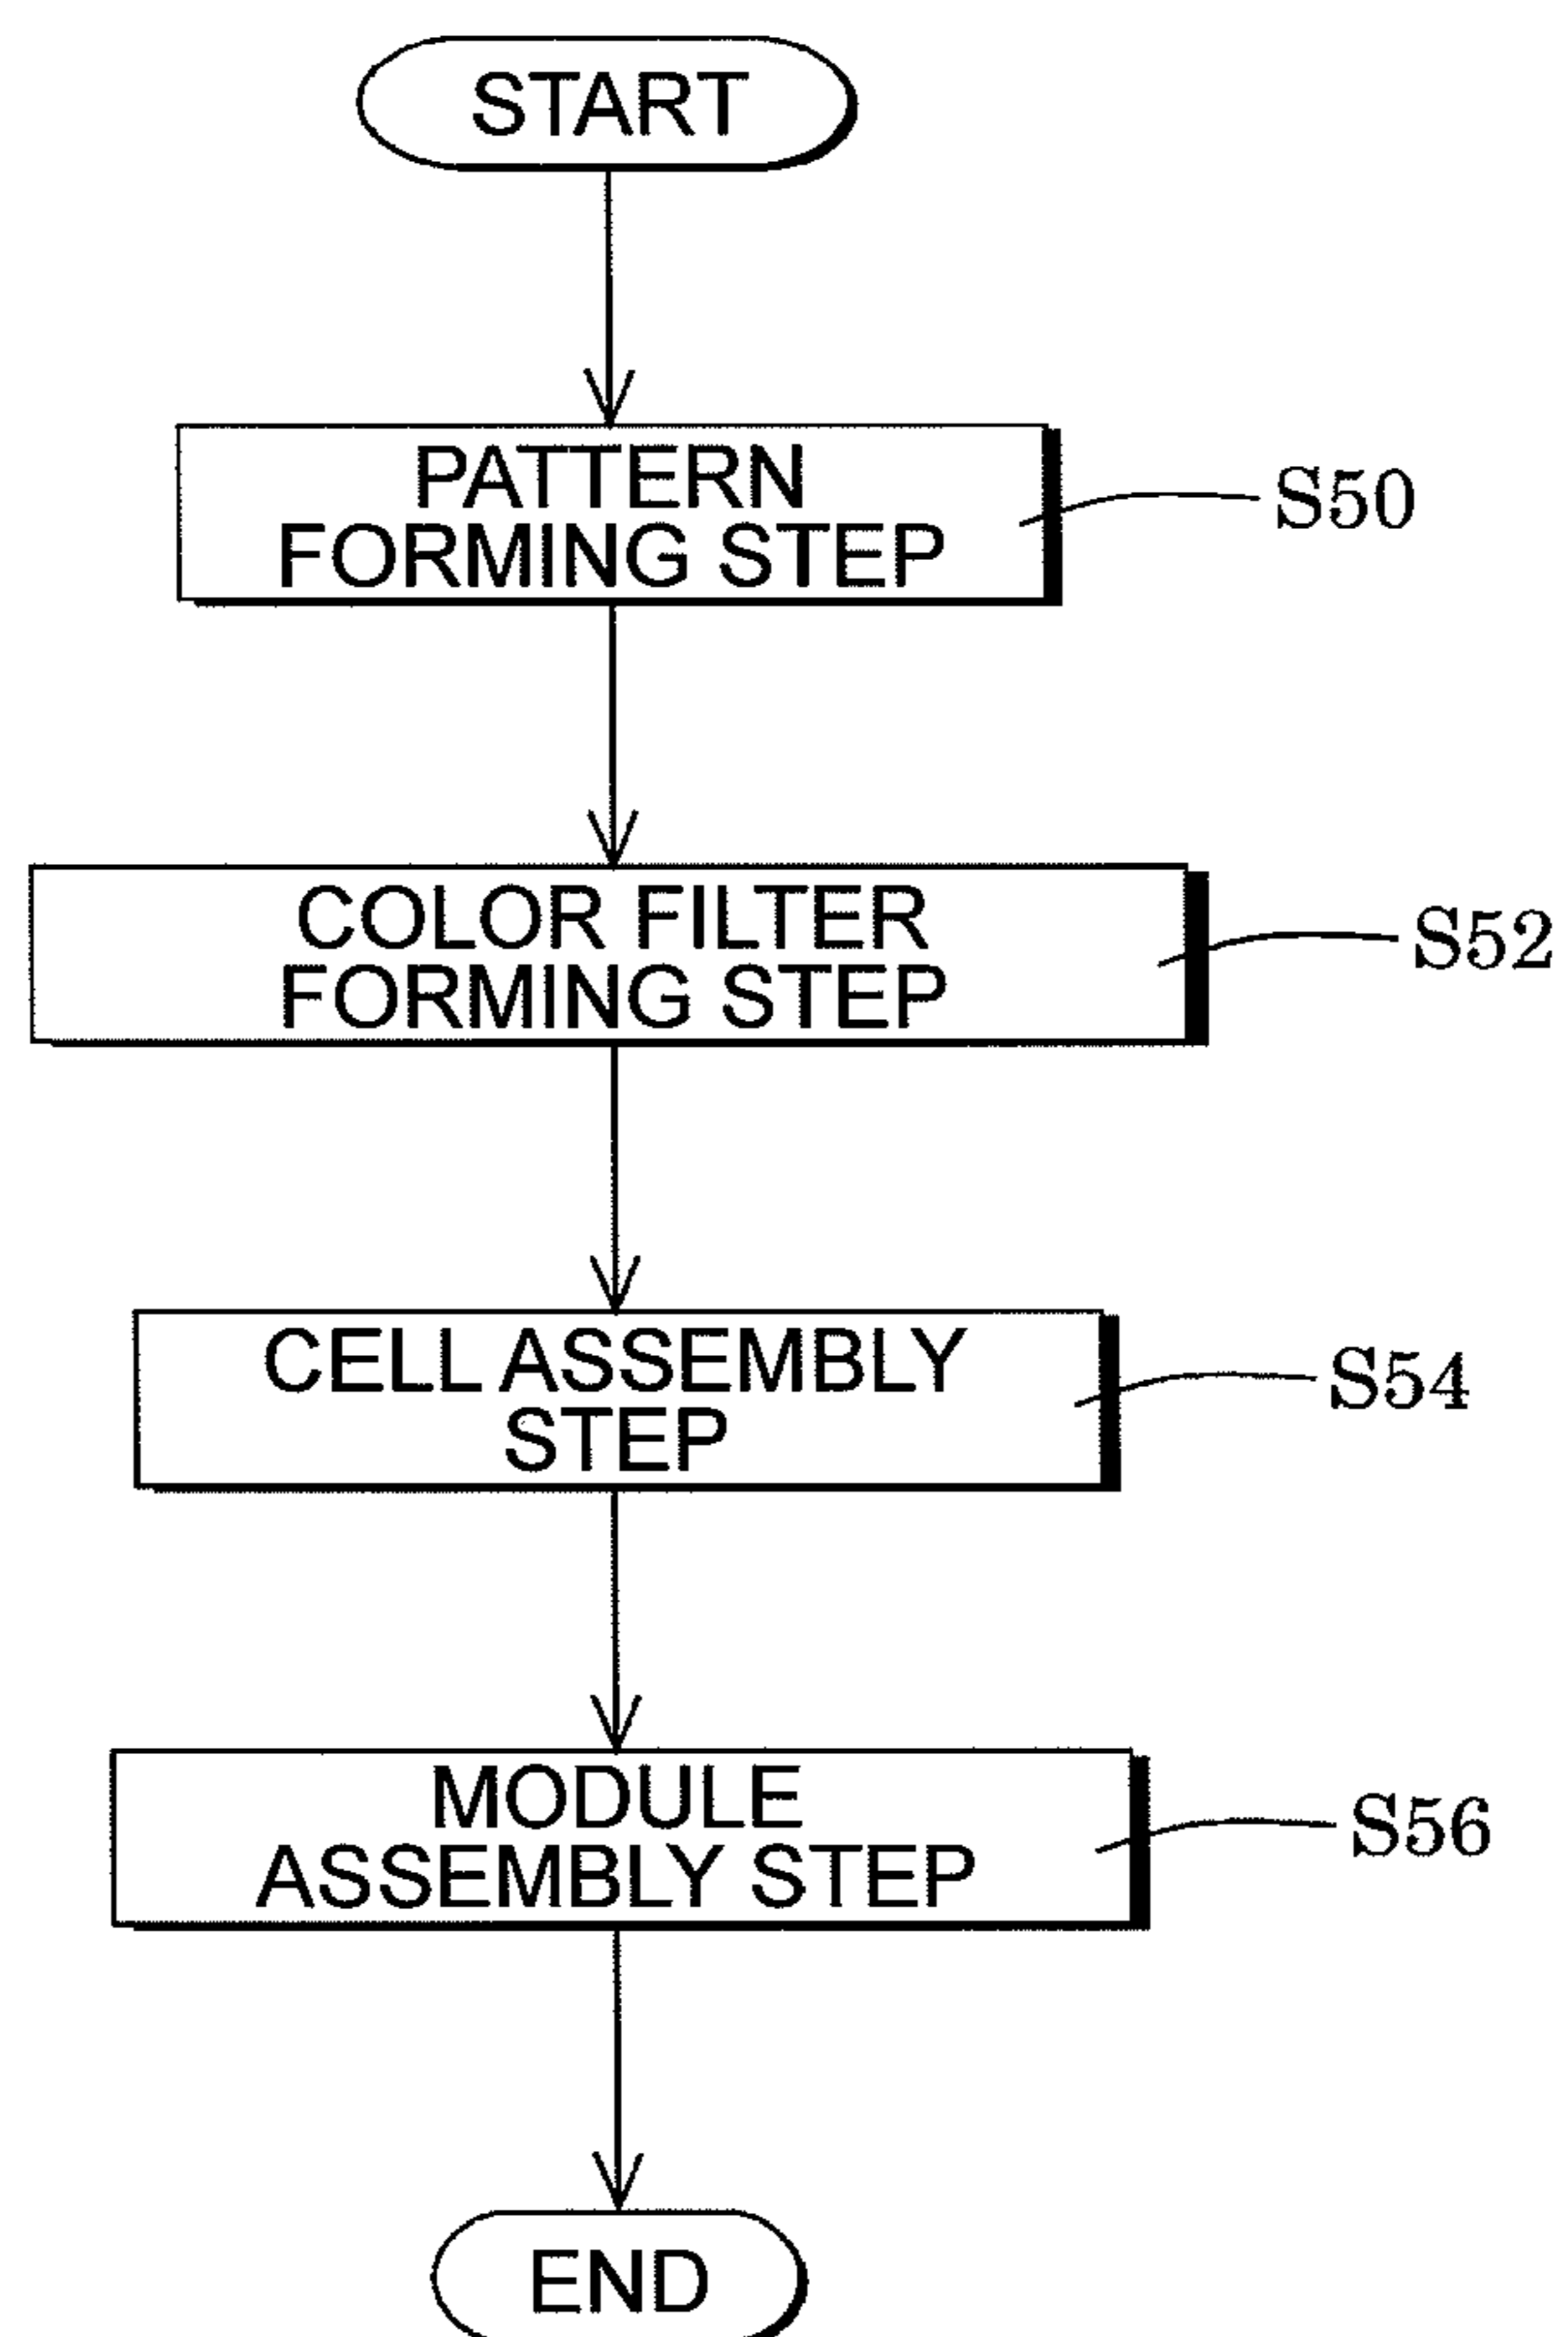 START
PATTERN
FORMING STEP
S50
COLOR FILTER
FORMING STEP
S52
CELL ASSEMBLY
STEP
S54
MODULE
ASSEMBLY STEP
S56
END